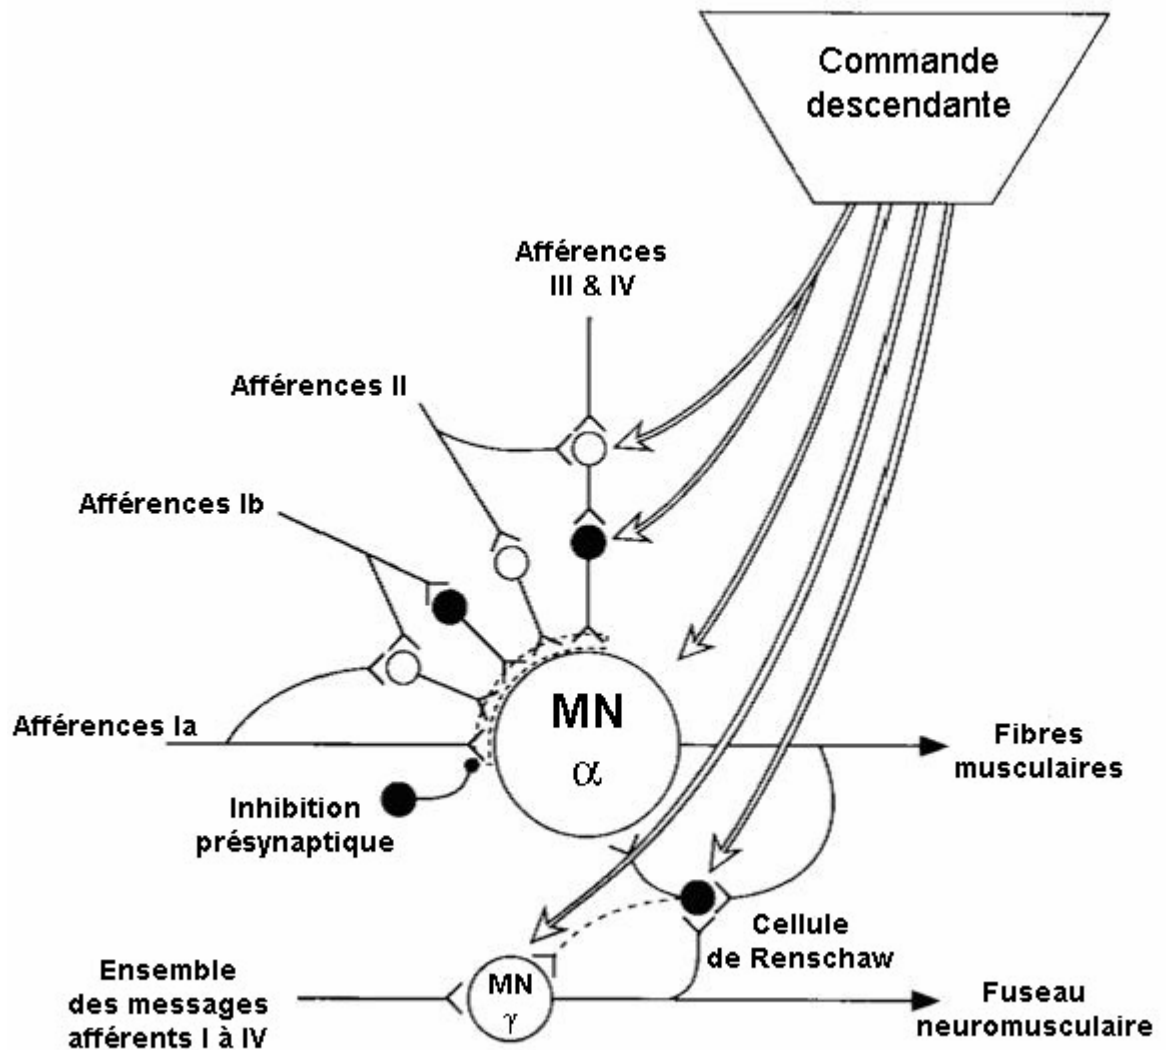 Commande
descendante
Afférences
III & IV
Afférences II
Afférences Ib
Afférences Ia
MN
α
Fibres
musculaires
Inhibition
présynaptique
Cellule
de Renschaw
Ensemble
des messages
afférents I à IV
MN
γ
Fuseau
neuromusculaire